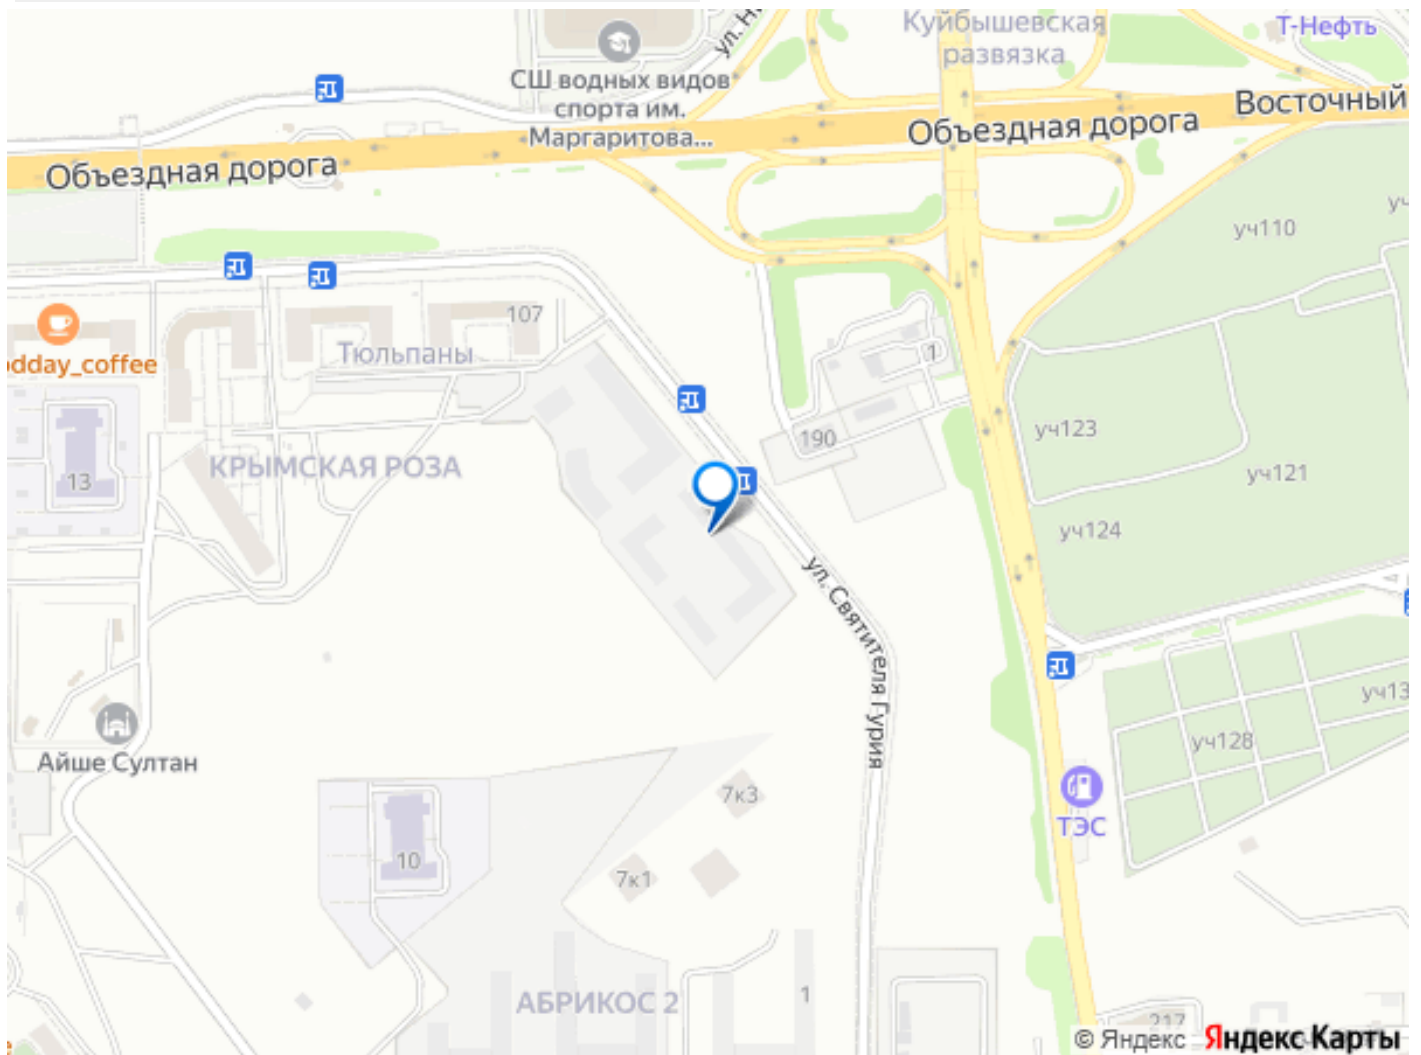 Куйбышевская
развязка
Т-Нефть
СШ водных видов
спорта им.
Маргаритова...
Восточный
Объездная дорога
Объездная дорога
уч110
107
Тюльпаны
1
dday_coffee
190
уч123
КРЫМСКАЯ РОЗА
13
уч121
уч124
ул. Святителя Гурия
уч13
уч128
Айше Султан
7к3
ТЭС
10
7к1
АБРИКОС 2
1
217
© Яндекс Яндекс Карты